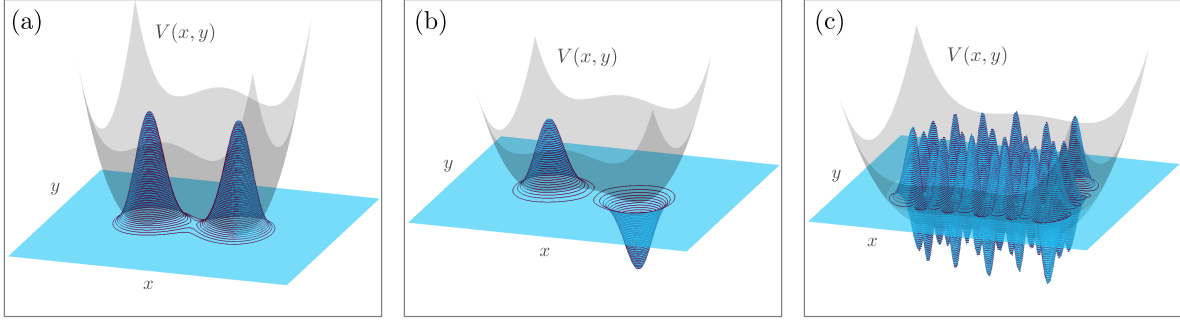 (a)
V(x, y)
y
x
(b)
V(x, y)
y
x
(c)
V(x, y)
y
x